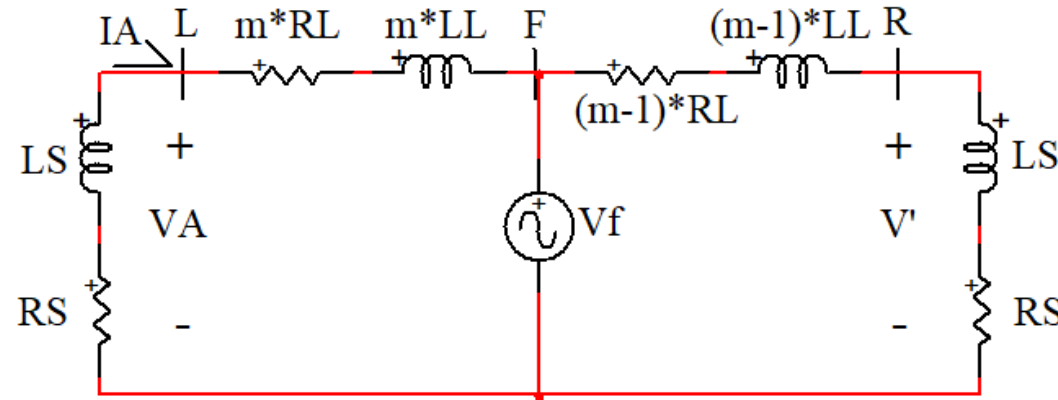 IA L m*RL m*LL F (m-1)*LL R
(m-1)*RL
+ +
LS LS
VA Vf V'
RS RS
- -